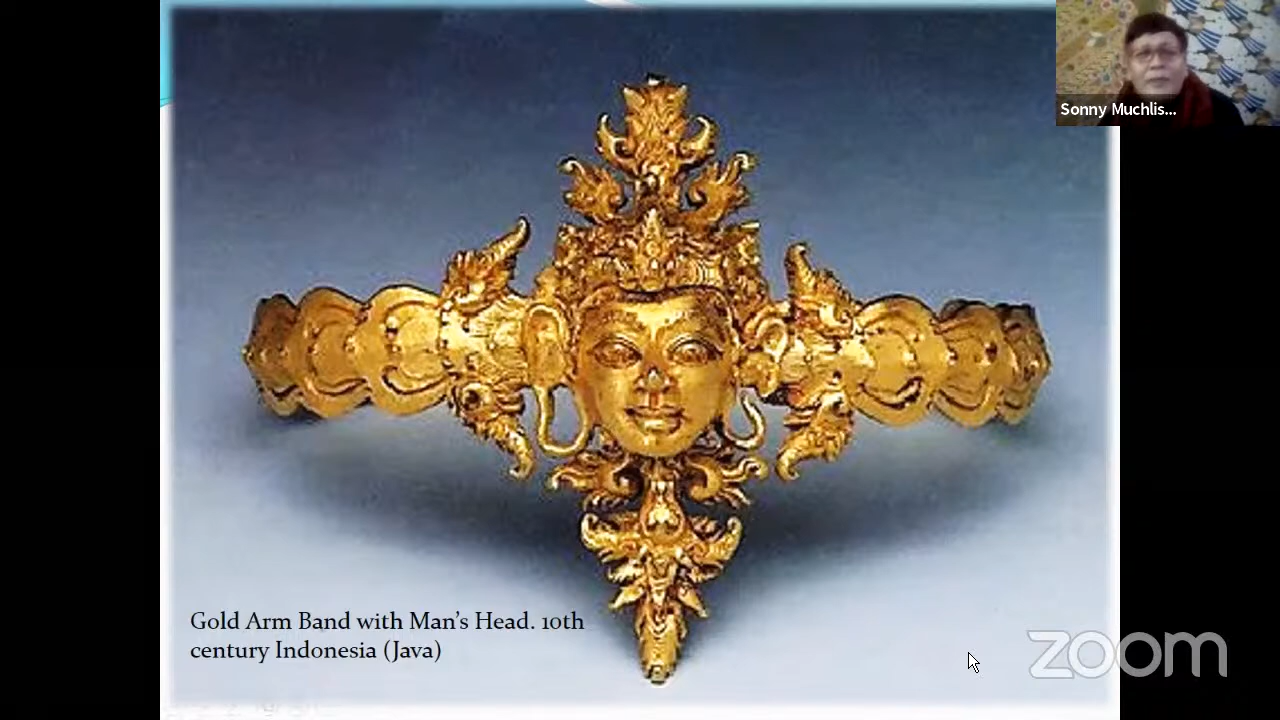 Sonny Muchlis...
Gold Arm Band with Man's Head. 10th
century Indonesia (Java)
zoom